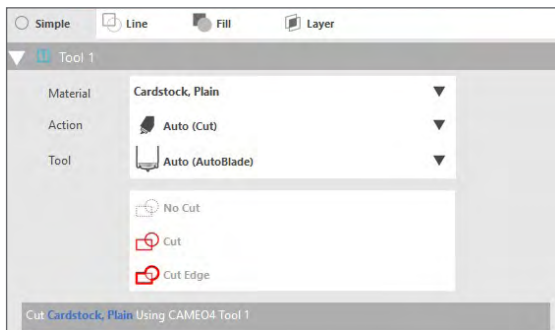 Simple Line Fill Layer
1 Tool 1
Material Cardstock, Plain
Action Auto (Cut)
Tool Auto (AutoBlade)
No Cut
Cut
Cut Edge
Cut Cardstock, Plain Using CAMEO4 Tool 1